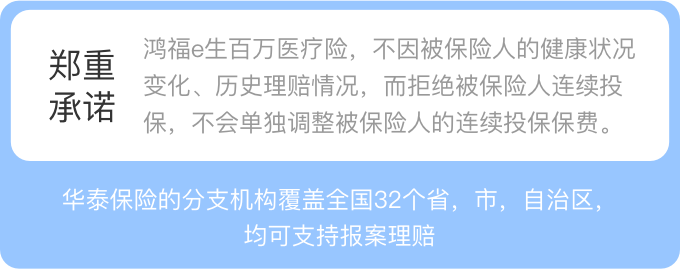 郑重
承诺
鸿福e生百万医疗险，不因被保险人的健康状况
变化、历史理赔情况，而拒绝被保险人连续投
保，不会单独调整被保险人的连续投保保费。
华泰保险的分支机构覆盖全国32个省，市，自治区，
均可支持报案理赔